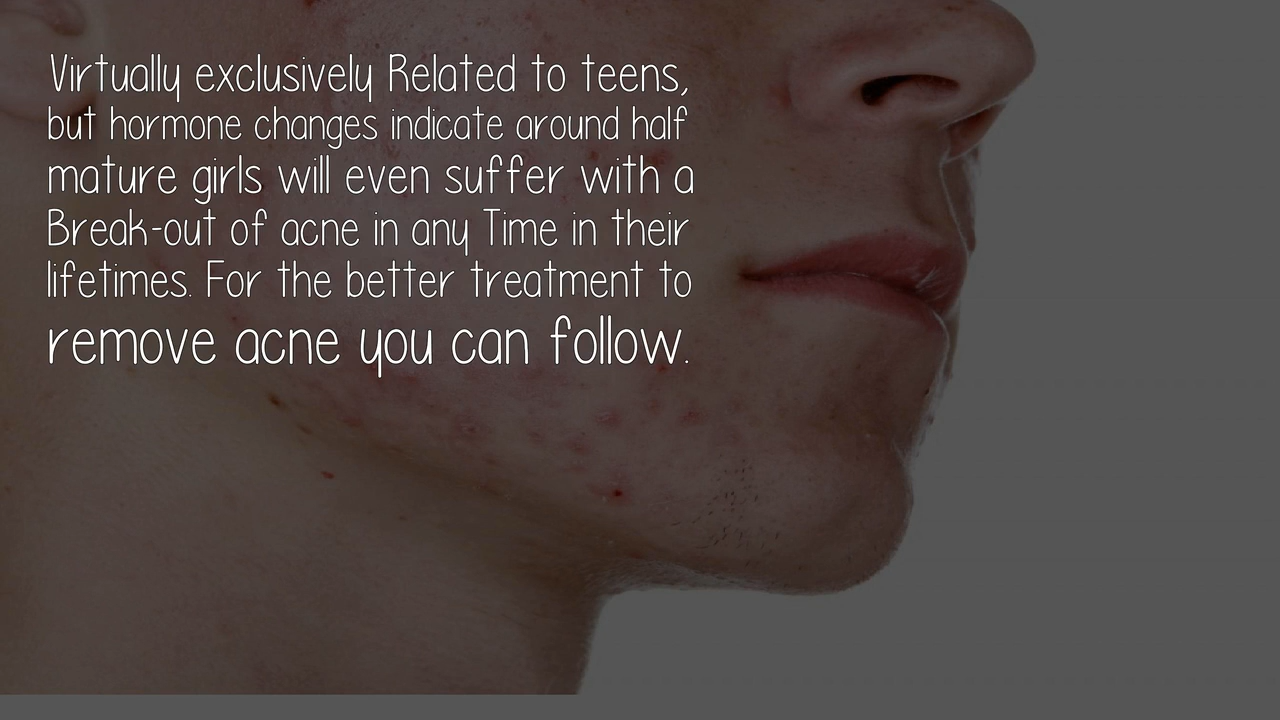 Virtually exclusively Related to teens,
but hormone changes indicate around half
mature girls will even suffer with a
Break-out of acne in any Time in their
lifetimes. For the better treatment to
remove acne you can follow.